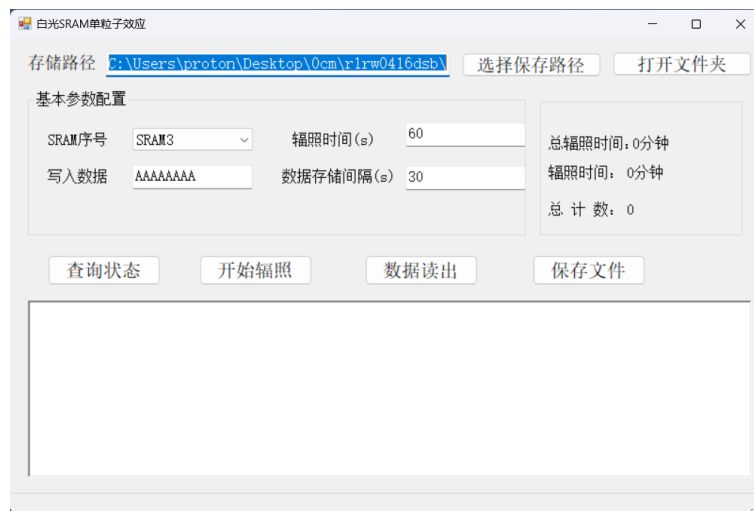 白光SRAM单粒子效应
存储路径 C:\Users\proton\Desktop\0cm\r1rw0416dsb\ 选择保存路径 打开文件夹
基本参数配置
SRAM序号 SRAM3 辐照时间(s) 60
写入数据 AAAAAAAA 数据存储间隔(s) 30
总辐照时间:0分钟
辐照时间: 0分钟
总 计 数: 0
查询状态 开始辐照 数据读出 保存文件